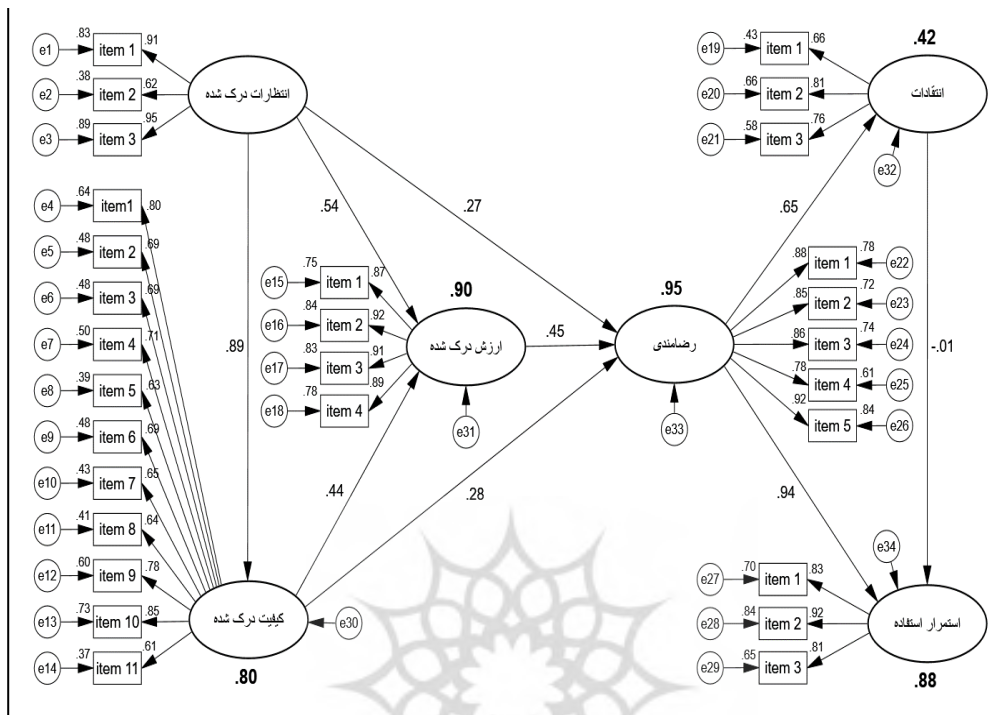 e1 .83 item 1 .91
e2 .38 item 2 .62
e3 .89 item 3 .95
انتظارات درک شده
e4 .64 item1 .80
e5 .48 item 2 .69
e6 .48 item 3 .69
e7 .50 item 4 .71
e8 .39 item 5 .63
e9 .48 item 6 .69
e10 .43 item 7 .65
e11 .41 item 8 .64
e12 .60 item 9 .78
e13 .73 item 10 .85
e14 .37 item 11 .61
.89
کیفیت درک شده
.80
e30
.54
.27
e15 .75 item 1 .87
e16 .84 item 2 .92
e17 .83 item 3 .91
e18 .78 item 4 .89
.90
ارزش درک شده
e31
.45
.44
.28
.95
رضامندی
e33
.65
.94
e19 .43 item 1 .66
e20 .66 item 2 .81
e21 .58 item 3 .76
.42
انتقادات
e32
.88 item 1 .78 e22
.85 item 2 .72 e23
.86 item 3 .74 e24
.78 item 4 .61 e25
.92 item 5 .84 e26
-.01
e34
e27 .70 item 1 .83
e28 .84 item 2 .92
e29 .65 item 3 .81
استمرار استفاده
.88